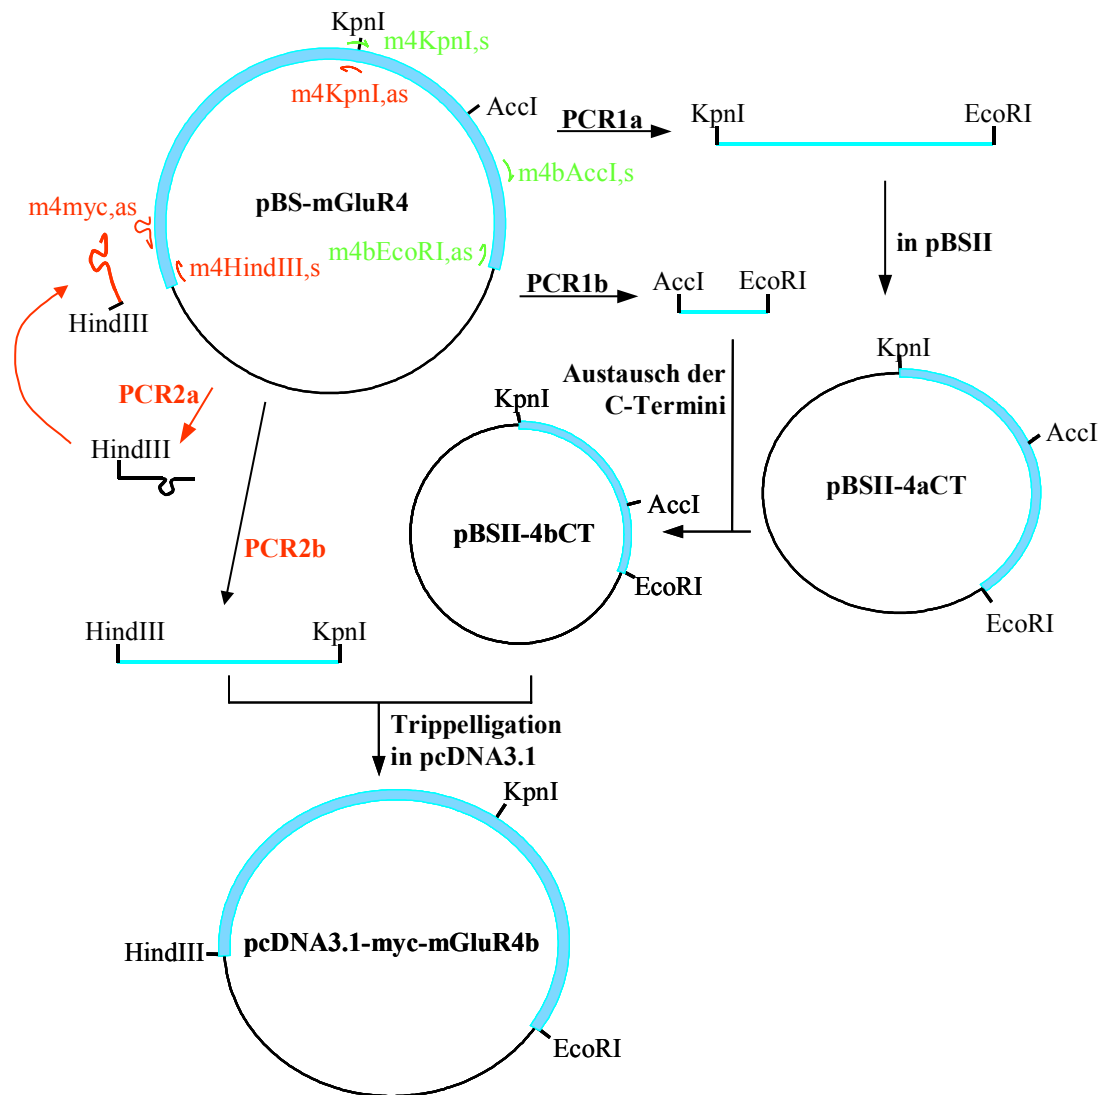 KpnI
m4KpnI,s
m4KpnI,as
AccI
PCR1a
KpnI
EcoRI
m4bAccI,s
pBS-mGluR4
m4myc,as
in pBSII
m4bEcoRI,as
m4HindIII,s
PCR1b
AccI
EcoRI
HindIII
KpnI
Austausch der
C-Termini
PCR2a
KpnI
AccI
HindIII
pBSII-4aCT
AccI
pBSII-4bCT
PCR2b
EcoRI
EcoRI
HindIII
KpnI
Trippelligation
in pcDNA3.1
KpnI
HindIII
pcDNA3.1-myc-mGluR4b
EcoRI